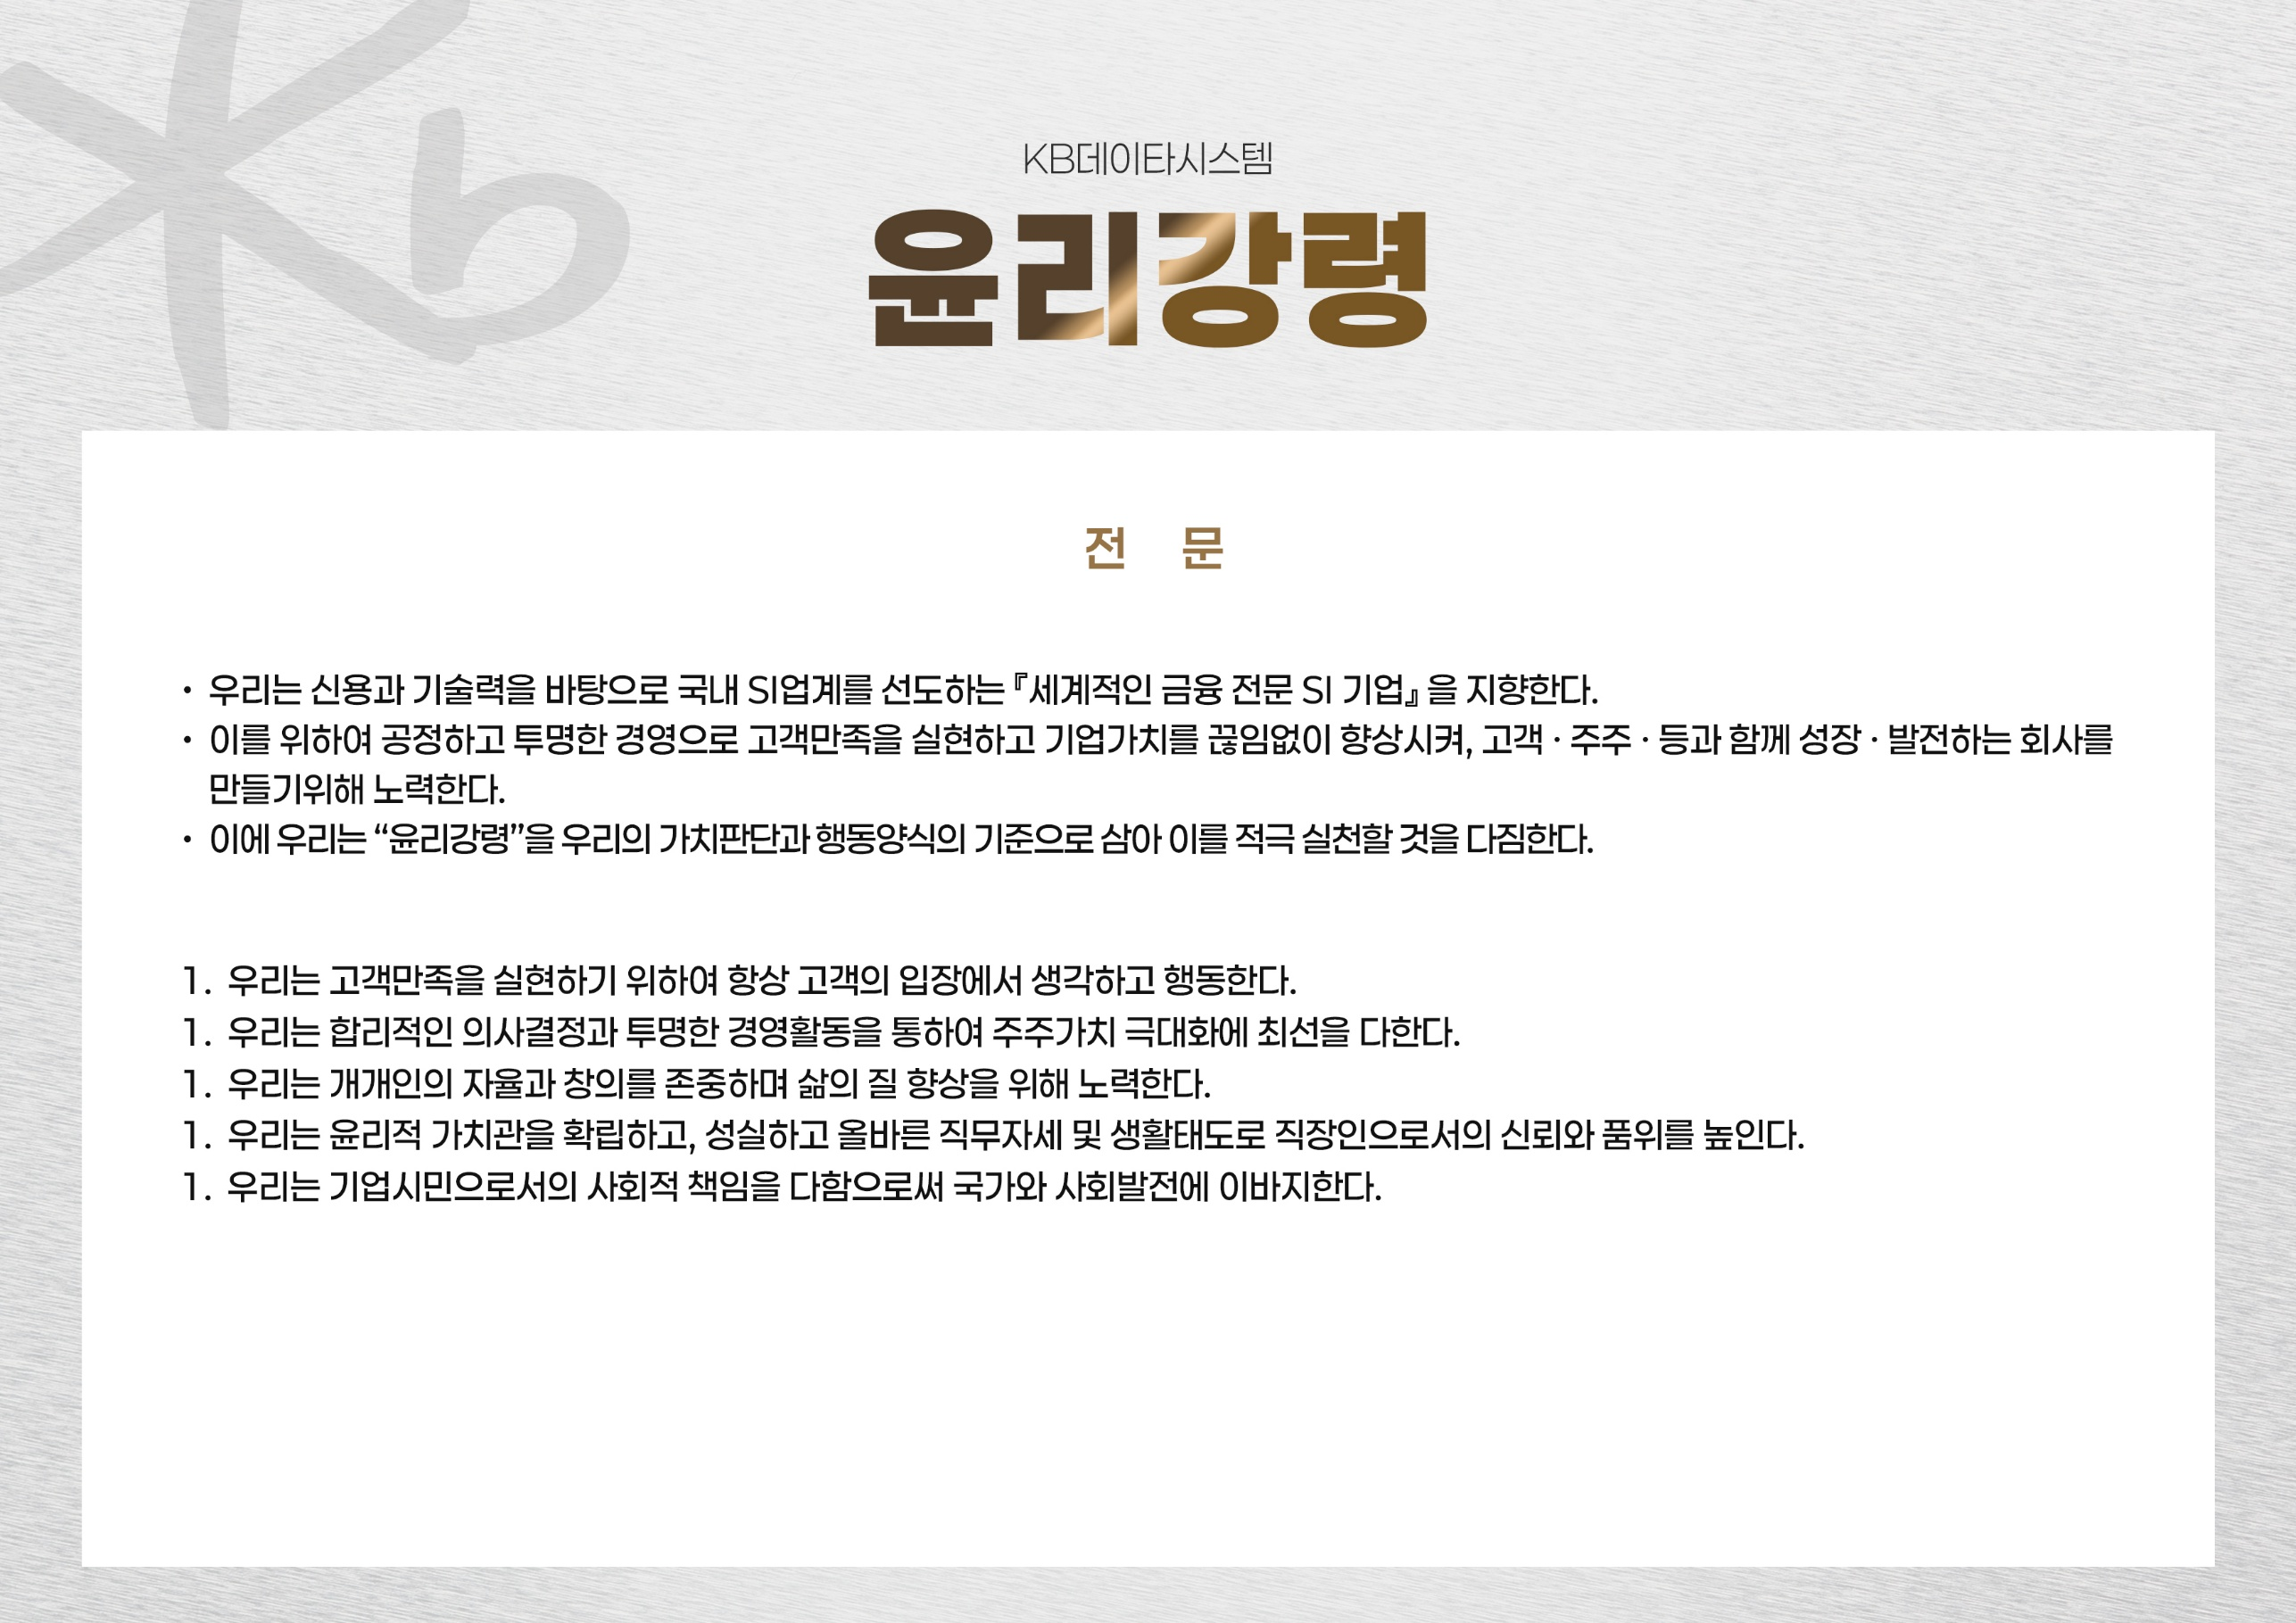 Kb
KB데이타시스템
윤리강령
전 문
· 우리는 신용과 기술력을 바탕으로 국내 SI업계를 선도하는『세계적인 금융 전문 SI 기업』을 지향한다.
· 이를 위하여 공정하고 투명한 경영으로 고객만족을 실현하고 기업가치를 끊임없이 향상시켜, 고객 · 주주 · 등과 함께 성장 · 발전하는 회사를
만들기위해 노력한다.
· 이에 우리는 “윤리강령”을 우리의 가치판단과 행동양식의 기준으로 삼아 이를 적극 실천할 것을 다짐한다.
1. 우리는 고객만족을 실현하기 위하여 항상 고객의 입장에서 생각하고 행동한다.
1. 우리는 합리적인 의사결정과 투명한 경영활동을 통하여 주주가치 극대화에 최선을 다한다.
1. 우리는 개개인의 자율과 창의를 존중하며 삶의 질 향상을 위해 노력한다.
1. 우리는 윤리적 가치관을 확립하고, 성실하고 올바른 직무자세 및 생활태도로 직장인으로서의 신뢰와 품위를 높인다.
1. 우리는 기업시민으로서의 사회적 책임을 다함으로써 국가와 사회발전에 이바지한다.